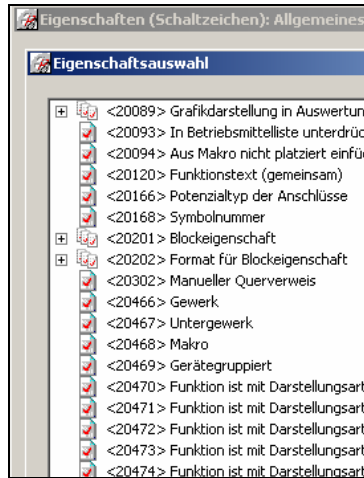 Eigenschaften (Schaltzeichen): Allgemeines
Eigenschaftsauswahl
<20089> Grafikdarstellung in Auswertun
<20093> In Betriebsmittelliste unterdrüc
<20094> Aus Makro nicht platziert einfü
<20120> Funktionstext (gemeinsam)
<20166> Potenzialtyp der Anschlüsse
<20168> Symbolnummer
<20201> Blockeigenschaft
<20202> Format für Blockeigenschaft
<20302> Manueller Querverweis
<20466> Gewerk
<20467> Untergewerk
<20468> Makro
<20469> Gerätegruppiert
<20470> Funktion ist mit Darstellungsart
<20471> Funktion ist mit Darstellungsart
<20472> Funktion ist mit Darstellungsart
<20473> Funktion ist mit Darstellungsart
<20474> Funktion ist mit Darstellungsart